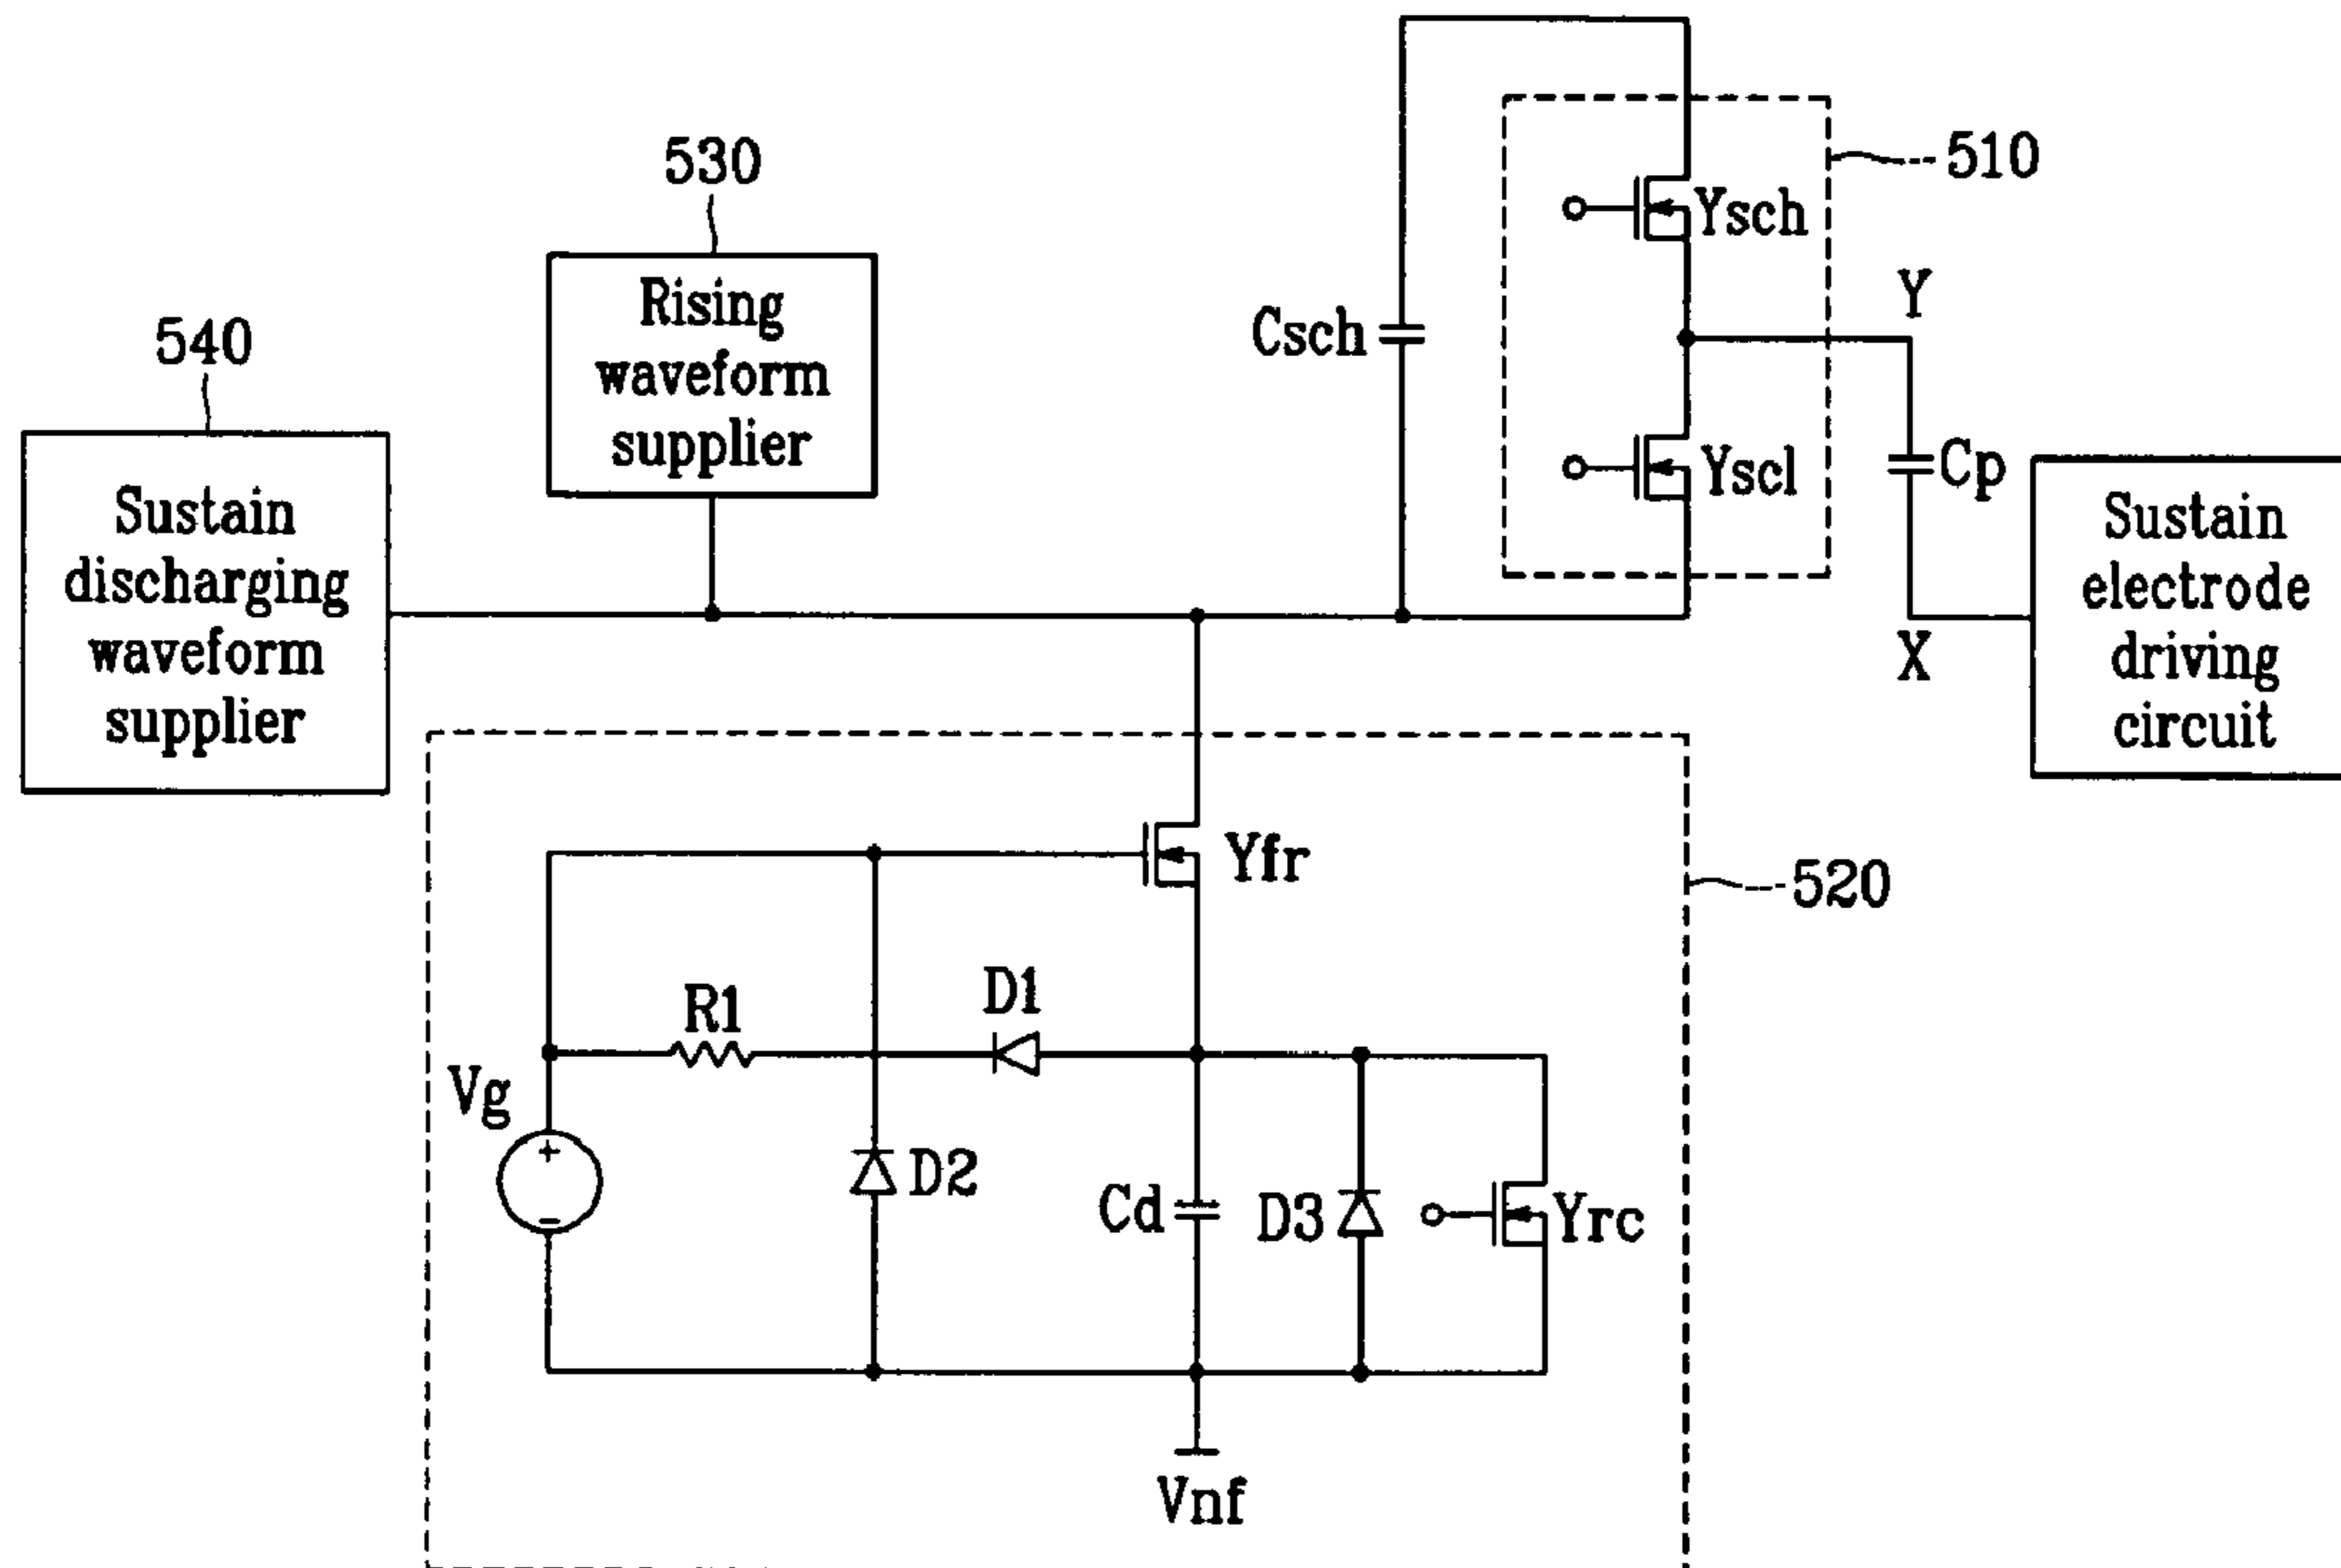 510
530
Ysch
Rising
waveform
supplier
Y
540
Csch
Sustain
discharging
waveform
supplier
Yscl
Cp
Sustain
electrode
driving
circuit
X
Yfr
520
D1
R1
Vg
+
−
D2
Cd
D3
Yrc
Vnf